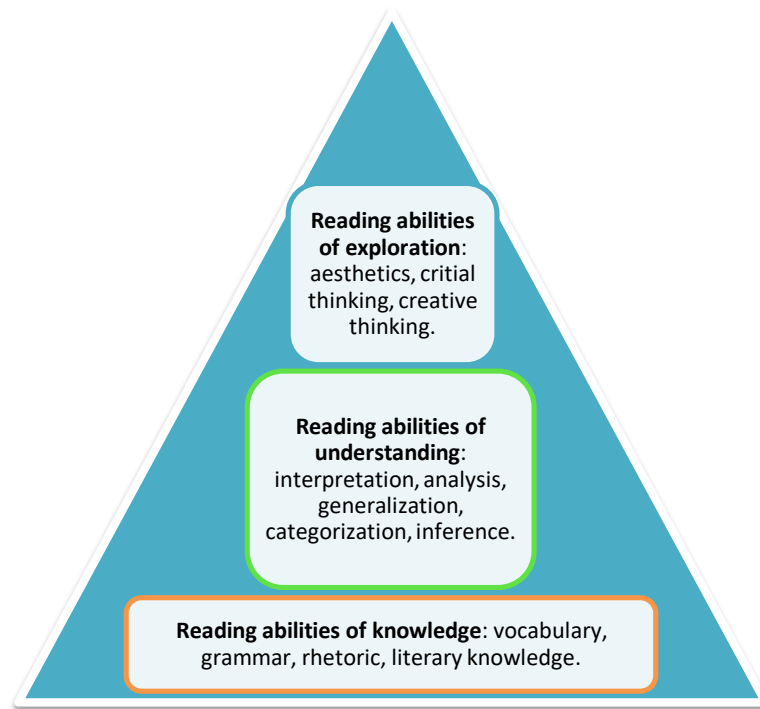 Reading abilities
of exploration:
aesthetics, critial
thinking, creative
thinking.
Reading abilities of
understanding:
interpretation, analysis,
generalization,
categorization, inference.
Reading abilities of knowledge: vocabulary,
grammar, rhetoric, literary knowledge.